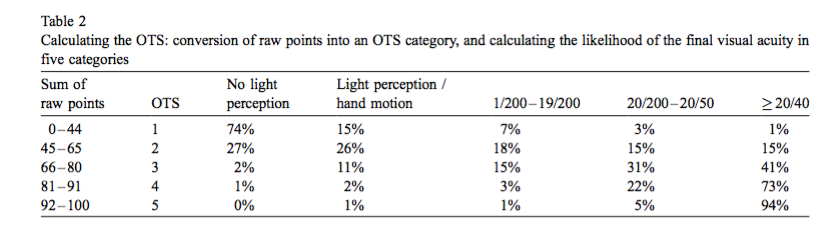 Table 2
Calculating the OTS: conversion of raw points into an OTS category, and calculating the likelihood of the final visual acuity in
five categories
Sum of raw points OTS No light perception Light perception / hand motion 1/200–19/200 20/200–20/50 ≥ 20/40
0–44 1 74% 15% 7% 3% 1%
45–65 2 27% 26% 18% 15% 15%
66–80 3 2% 11% 15% 31% 41%
81–91 4 1% 2% 3% 22% 73%
92–100 5 0% 1% 1% 5% 94%